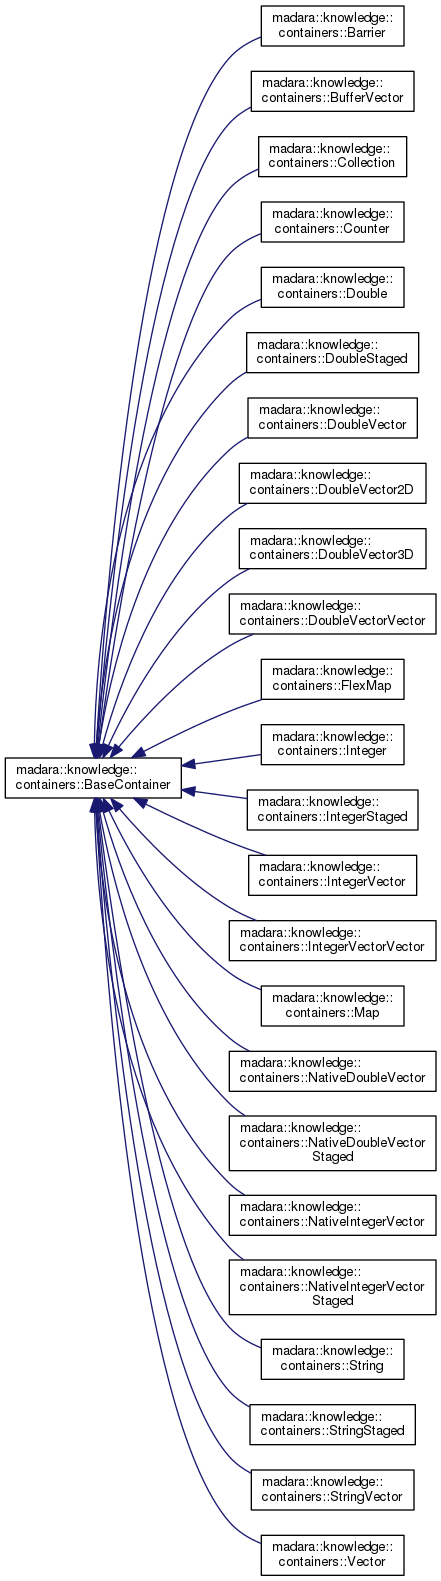 madara::knowledge::
containers::Barrier
madara::knowledge::
containers::BufferVector
madara::knowledge::
containers::Collection
madara::knowledge::
containers::Counter
madara::knowledge::
containers::Double
madara::knowledge::
containers::DoubleStaged
madara::knowledge::
containers::DoubleVector
madara::knowledge::
containers::DoubleVector2D
madara::knowledge::
containers::DoubleVector3D
madara::knowledge::
containers::DoubleVectorVector
madara::knowledge::
containers::FlexMap
madara::knowledge::
containers::Integer
madara::knowledge::
containers::BaseContainer
madara::knowledge::
containers::IntegerStaged
madara::knowledge::
containers::IntegerVector
madara::knowledge::
containers::IntegerVectorVector
madara::knowledge::
containers::Map
madara::knowledge::
containers::NativeDoubleVector
madara::knowledge::
containers::NativeDoubleVector
Staged
madara::knowledge::
containers::NativeIntegerVector
madara::knowledge::
containers::NativeIntegerVector
Staged
madara::knowledge::
containers::String
madara::knowledge::
containers::StringStaged
madara::knowledge::
containers::StringVector
madara::knowledge::
containers::Vector